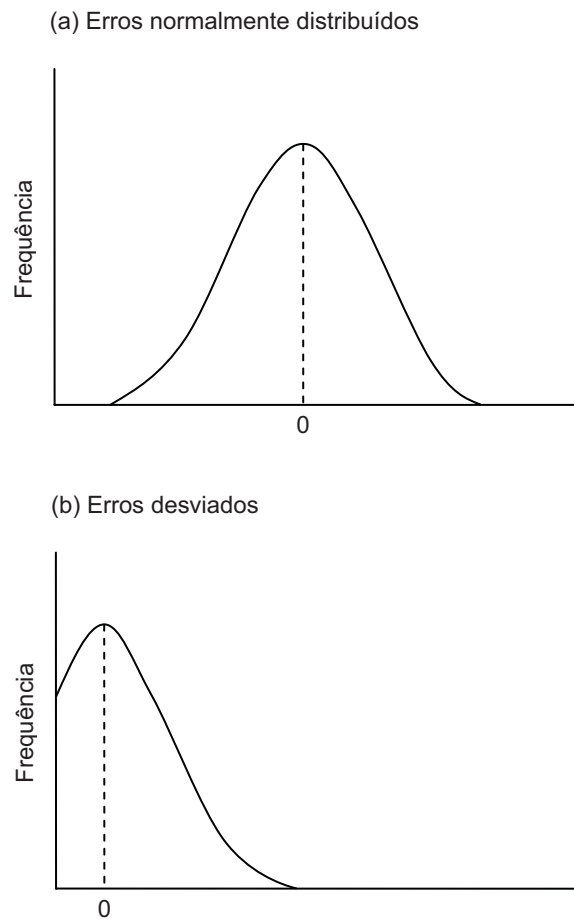 (a) Erros normalmente distribuídos
Frequência
0
(b) Erros desviados
Frequência
0